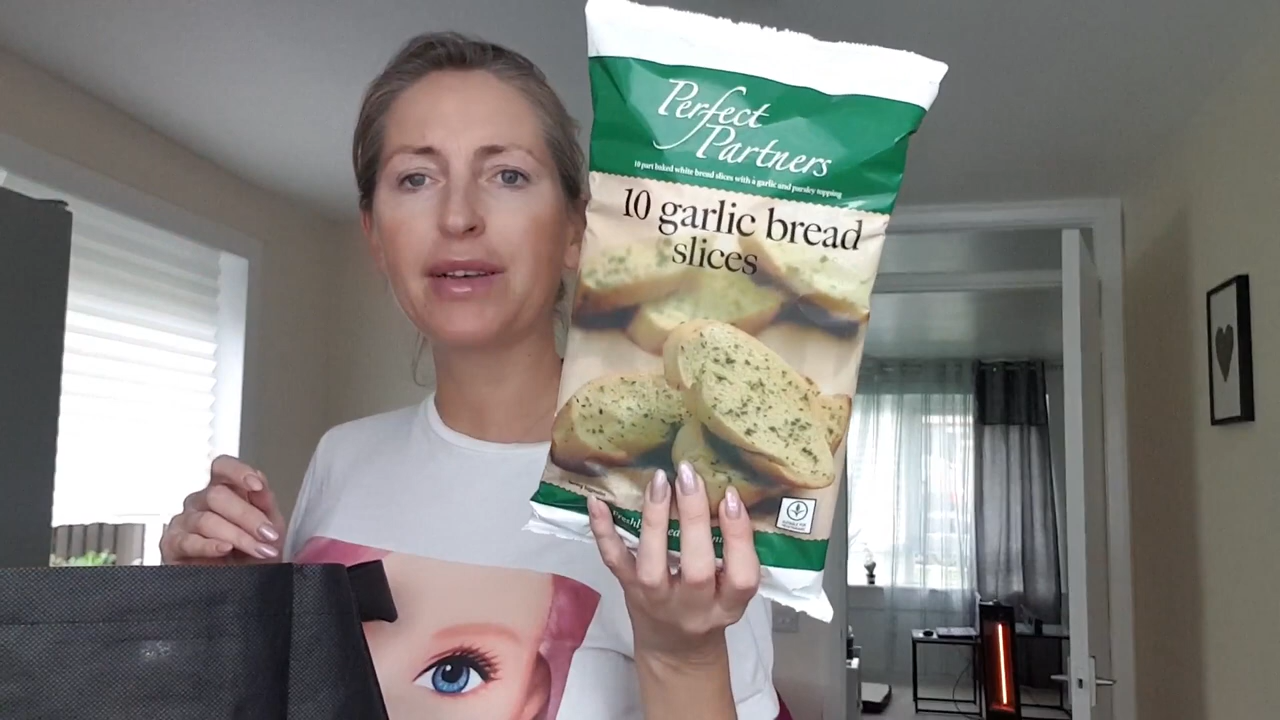 Perfect
Partners
10 part baked white bread slices with a garlic and parsley topping
10 garlic bread
slices